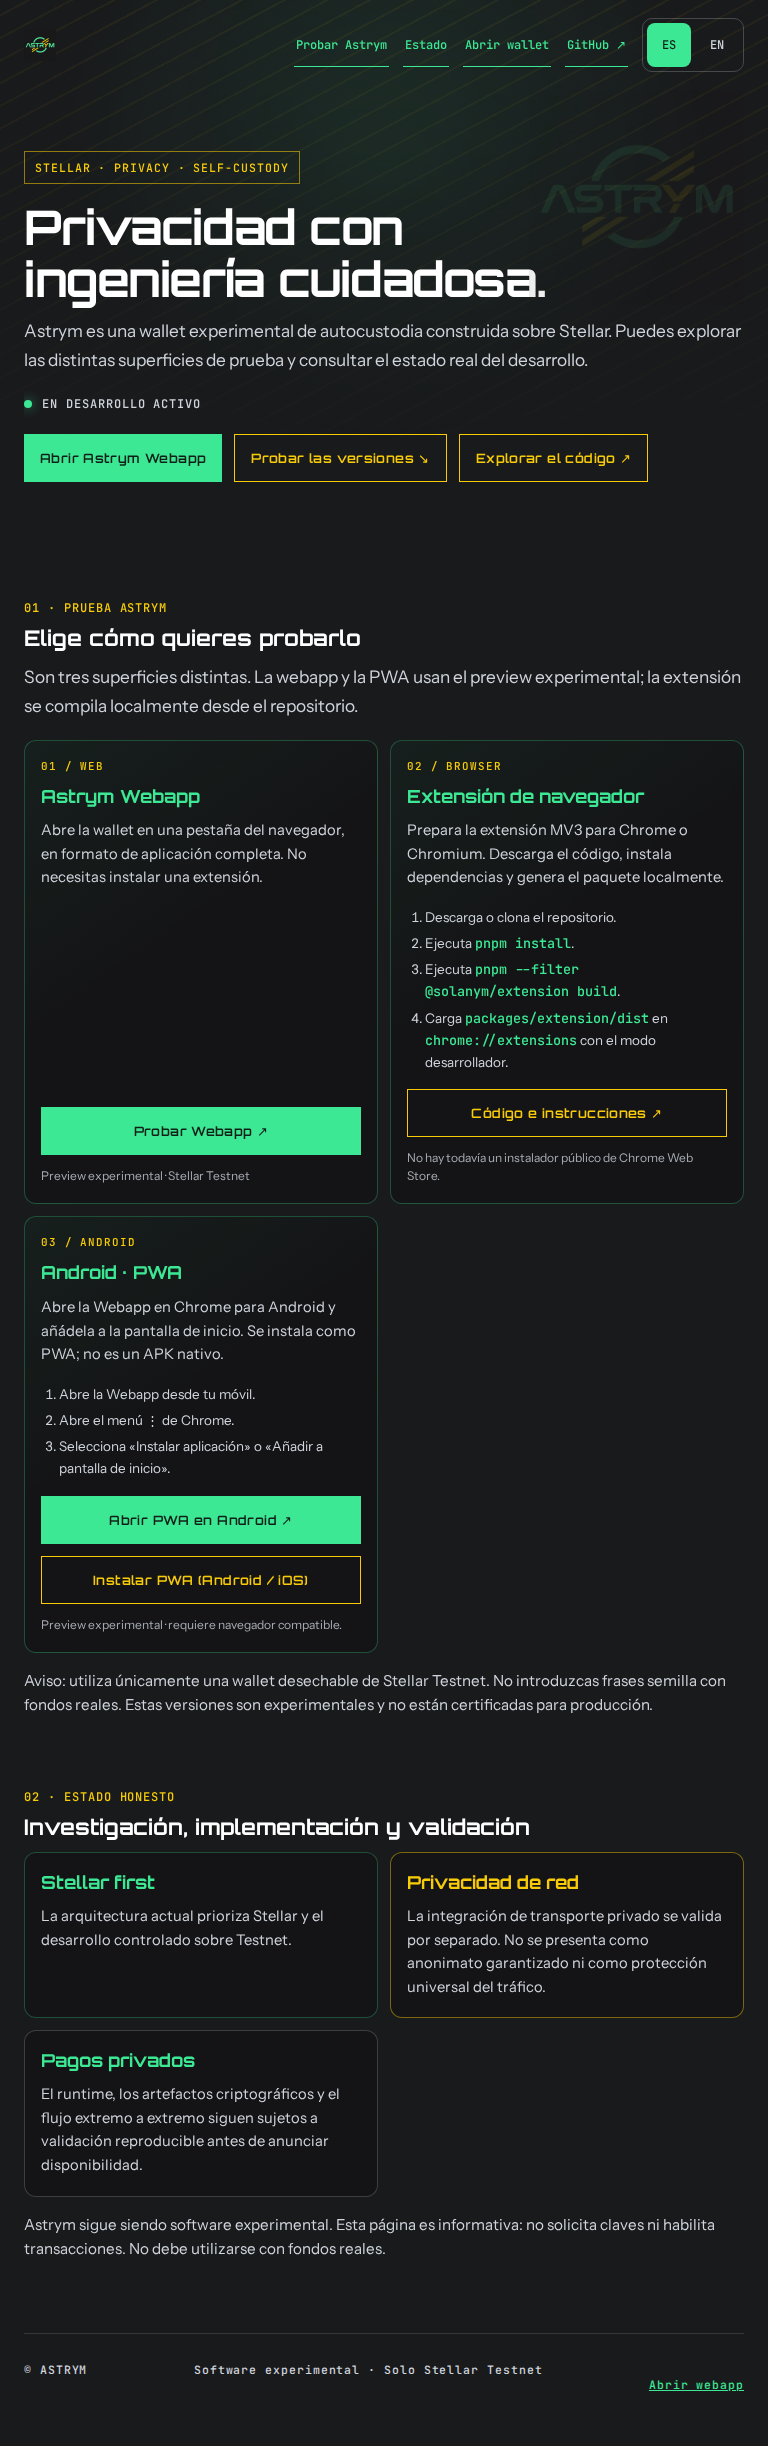 ASTRYM
Probar Astrym
Estado
Abrir wallet
GitHub ↗
ES
EN
STELLAR · PRIVACY · SELF-CUSTODY
ASTRYM
Privacidad con
ingeniería cuidadosa.
Astrym es una wallet experimental de autocustodia construida sobre Stellar. Puedes explorar
las distintas superficies de prueba y consultar el estado real del desarrollo.
EN DESARROLLO ACTIVO
Abrir Astrym Webapp
Probar las versiones ↘
Explorar el código ↗
01 · PRUEBA ASTRYM
Elige cómo quieres probarlo
Son tres superficies distintas. La webapp y la PWA usan el preview experimental; la extensión
se compila localmente desde el repositorio.
01 / WEB
Astrym Webapp
Abre la wallet en una pestaña del navegador,
en formato de aplicación completa. No
necesitas instalar una extensión.
Probar Webapp ↗
Preview experimental · Stellar Testnet
02 / BROWSER
Extensión de navegador
Prepara la extensión MV3 para Chrome o
Chromium. Descarga el código, instala
dependencias y genera el paquete localmente.
1. Descarga o clona el repositorio.
2. Ejecuta pnpm install.
3. Ejecuta pnpm --filter
@solanym/extension build.
4. Carga packages/extension/dist en
chrome://extensions con el modo
desarrollador.
Código e instrucciones ↗
No hay todavía un instalador público de Chrome Web
Store.
03 / ANDROID
Android · PWA
Abre la Webapp en Chrome para Android y
añádela a la pantalla de inicio. Se instala como
PWA; no es un APK nativo.
1. Abre la Webapp desde tu móvil.
2. Abre el menú ⋮ de Chrome.
3. Selecciona «Instalar aplicación» o «Añadir a
pantalla de inicio».
Abrir PWA en Android ↗
Instalar PWA (Android / iOS)
Preview experimental · requiere navegador compatible.
Aviso: utiliza únicamente una wallet desechable de Stellar Testnet. No introduzcas frases semilla con
fondos reales. Estas versiones son experimentales y no están certificadas para producción.
02 · ESTADO HONESTO
Investigación, implementación y validación
Stellar first
La arquitectura actual prioriza Stellar y el
desarrollo controlado sobre Testnet.
Privacidad de red
La integración de transporte privado se valida
por separado. No se presenta como
anonimato garantizado ni como protección
universal del tráfico.
Pagos privados
El runtime, los artefactos criptográficos y el
flujo extremo a extremo siguen sujetos a
validación reproducible antes de anunciar
disponibilidad.
Astrym sigue siendo software experimental. Esta página es informativa: no solicita claves ni habilita
transacciones. No debe utilizarse con fondos reales.
© ASTRYM
Software experimental · Solo Stellar Testnet
Abrir webapp